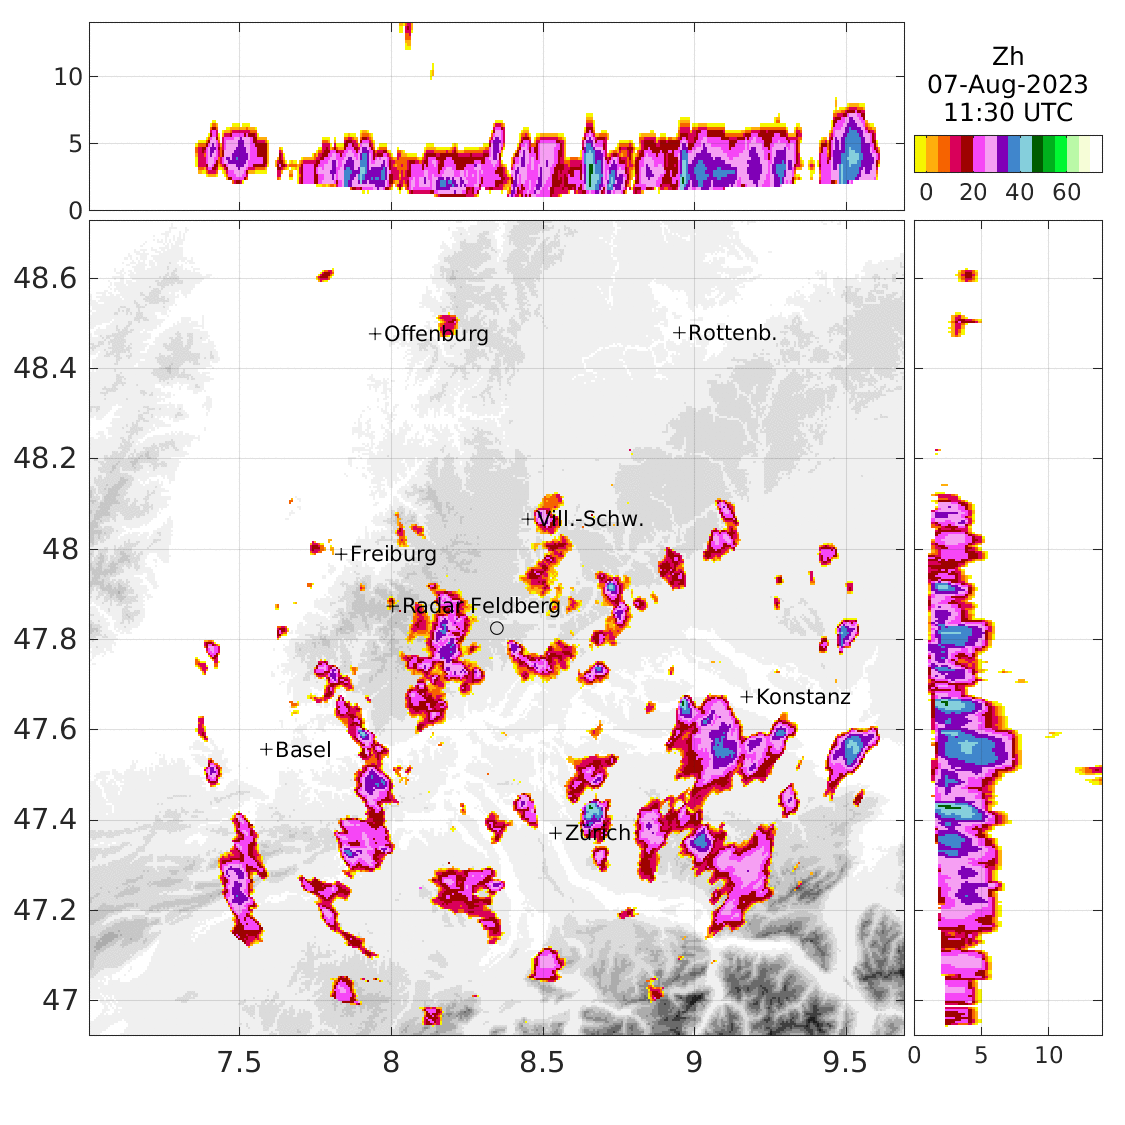 10
5
0
Zh
07-Aug-2023
11:30 UTC
0 20 40 60
48.6
48.4
48.2
48
47.8
47.6
47.4
47.2
47
+Offenburg
+Rottenb.
+Vill.-Schw.
+Freiburg
+Radar Feldberg
+Konstanz
+Basel
+Zürich
7.5 8 8.5 9 9.5
0 5 10